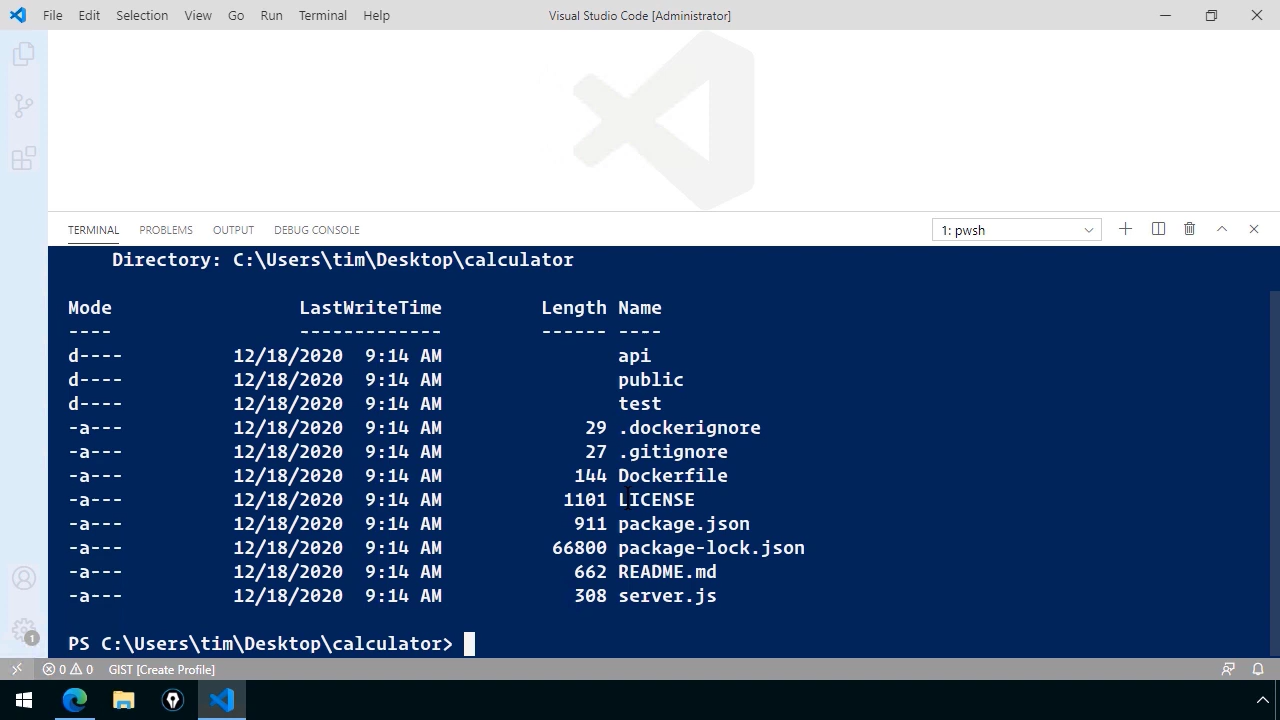 File Edit Selection View Go Run Terminal Help Visual Studio Code [Administrator]
TERMINAL PROBLEMS OUTPUT DEBUG CONSOLE 1: pwsh
Directory: C:\Users\tim\Desktop\calculator
Mode LastWriteTime Length Name
---- ------------- ------ ----
d---- 12/18/2020 9:14 AM api
d---- 12/18/2020 9:14 AM public
d---- 12/18/2020 9:14 AM test
-a--- 12/18/2020 9:14 AM 29 .dockerignore
-a--- 12/18/2020 9:14 AM 27 .gitignore
-a--- 12/18/2020 9:14 AM 144 Dockerfile
-a--- 12/18/2020 9:14 AM 1101 LICENSE
-a--- 12/18/2020 9:14 AM 911 package.json
-a--- 12/18/2020 9:14 AM 66800 package-lock.json
-a--- 12/18/2020 9:14 AM 662 README.md
-a--- 12/18/2020 9:14 AM 308 server.js
PS C:\Users\tim\Desktop\calculator>
1
0 0 GIST [Create Profile]